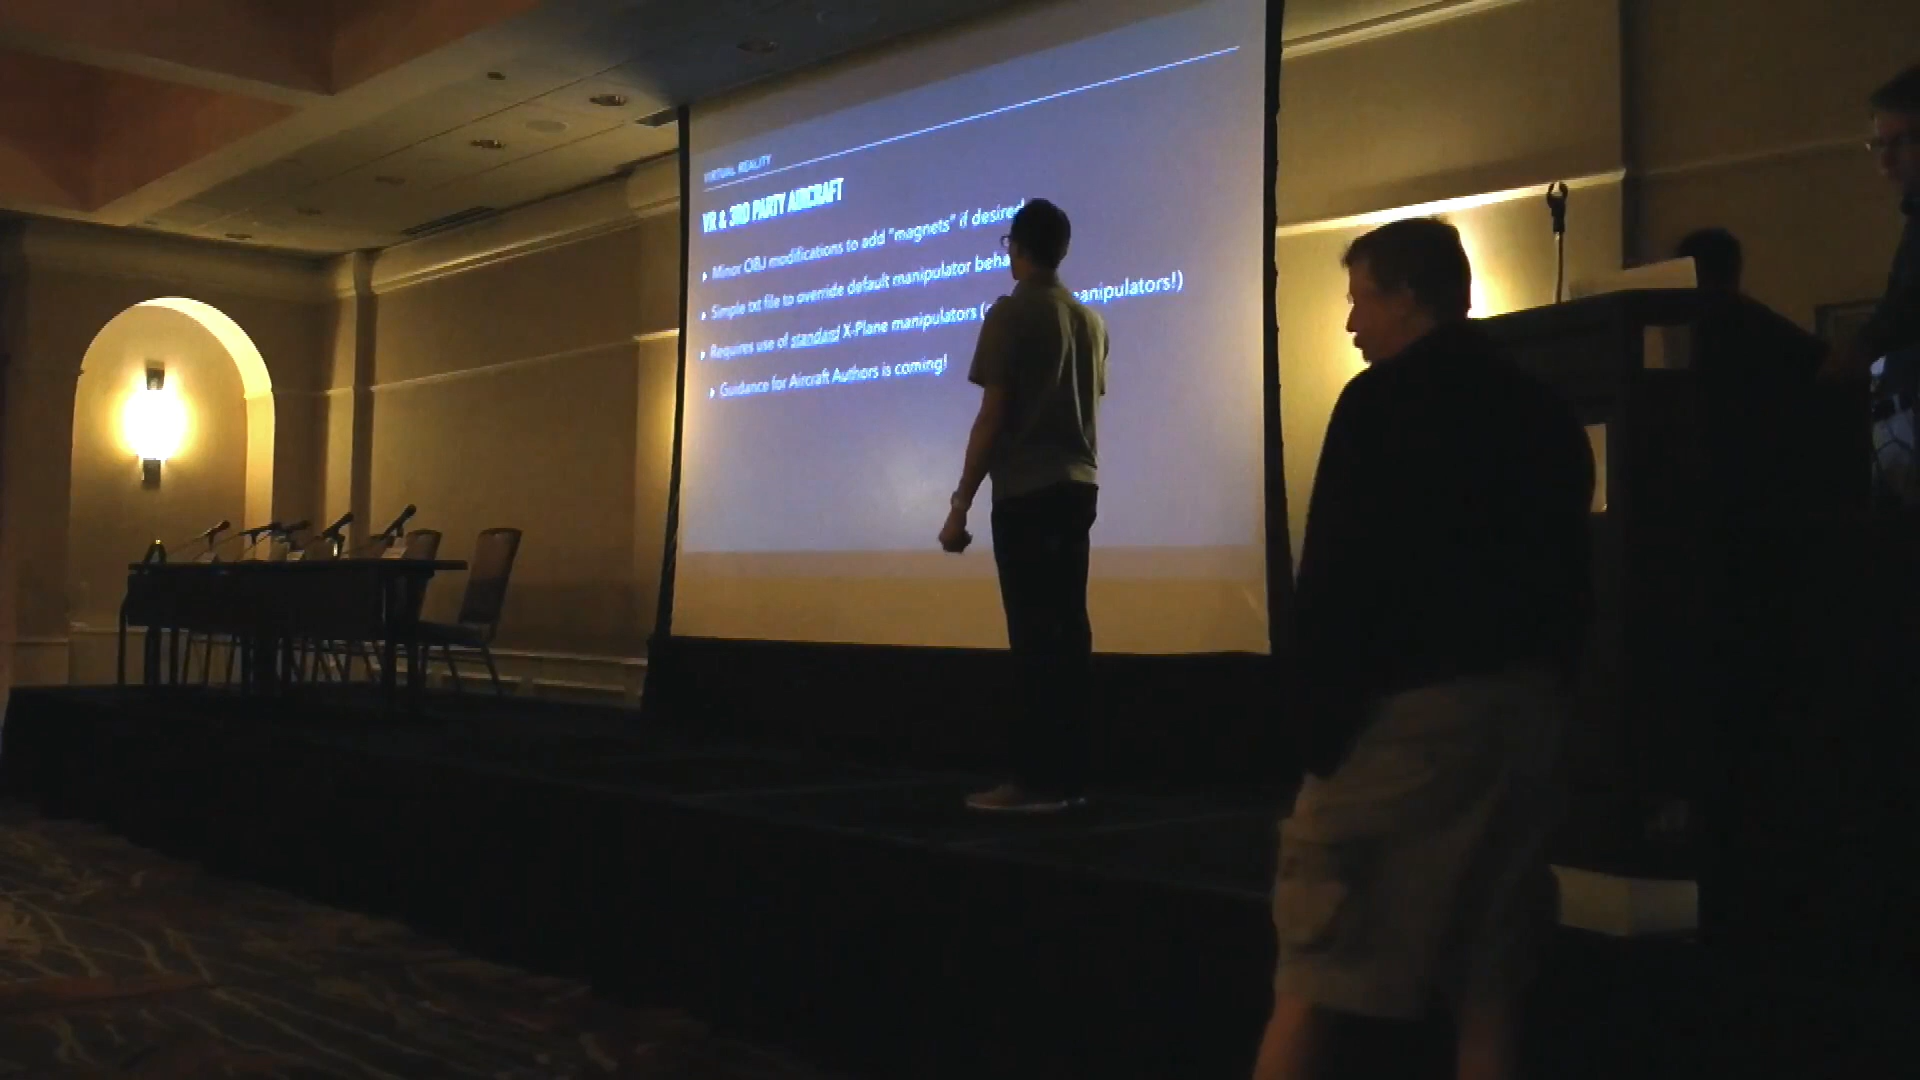 VIRTUAL REALITY
VR & 3RD PARTY AIRCRAFT
Minor OBJ modifications to add "magnets" if desired
Simple txt file to override default manipulator
Requires use of standard X-Plane manipulators ( manipulators!)
Guidance for Aircraft Authors is coming!